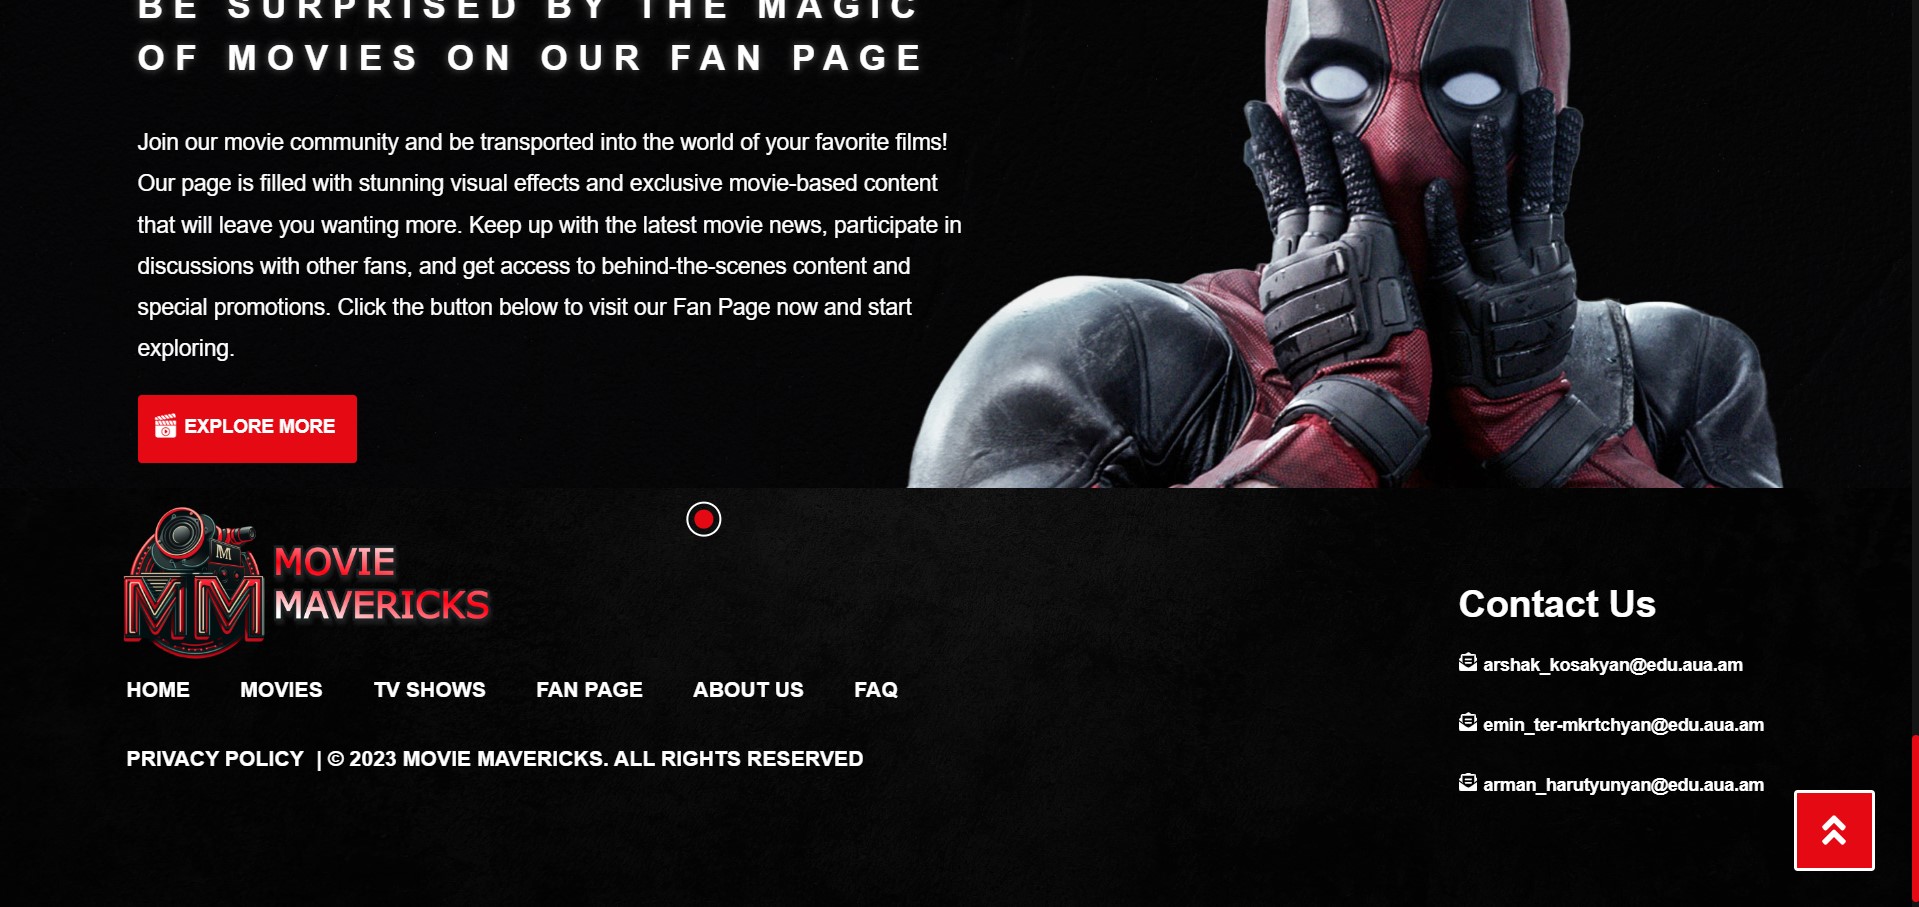 BE SURPRISED BY THE MAGIC
OF MOVIES ON OUR FAN PAGE
Join our movie community and be transported into the world of your favorite films!
Our page is filled with stunning visual effects and exclusive movie-based content
that will leave you wanting more. Keep up with the latest movie news, participate in
discussions with other fans, and get access to behind-the-scenes content and
special promotions. Click the button below to visit our Fan Page now and start
exploring.
EXPLORE MORE
M
MM
MOVIE
MAVERICKS
HOME MOVIES TV SHOWS FAN PAGE ABOUT US FAQ
PRIVACY POLICY | © 2023 MOVIE MAVERICKS. ALL RIGHTS RESERVED
Contact Us
arshak_kosakyan@edu.aua.am
emin_ter-mkrtchyan@edu.aua.am
arman_harutyunyan@edu.aua.am